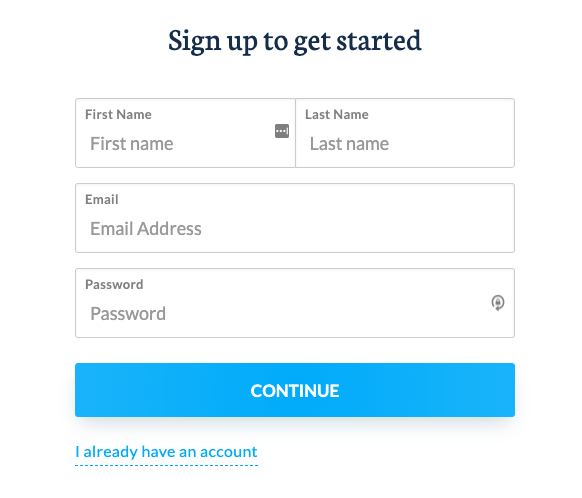 Sign up to get started
First Name Last Name
First name Last name
Email
Email Address
Password
Password
CONTINUE
I already have an account